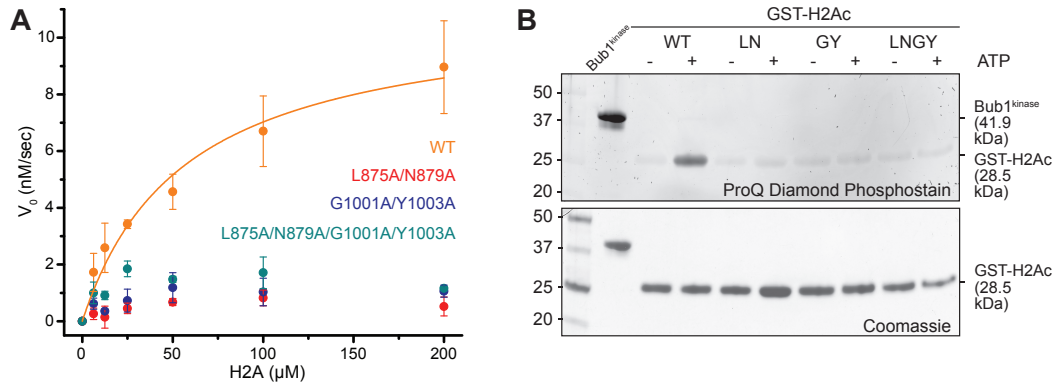 A
V₀ (nM/sec)
10
8
6
4
2
0
WT
L875A/N879A
G1001A/Y1003A
L875A/N879A/G1001A/Y1003A
0
50
100
150
200
H2A (µM)
B
GST-H2Ac
Bub1kinase
WT
LN
GY
LNGY
- + - + - + - +
ATP
50
37
25
20
Bub1kinase
(41.9
kDa)
GST-H2Ac
(28.5
kDa)
ProQ Diamond Phosphostain
50
37
25
20
GST-H2Ac
(28.5
kDa)
Coomassie